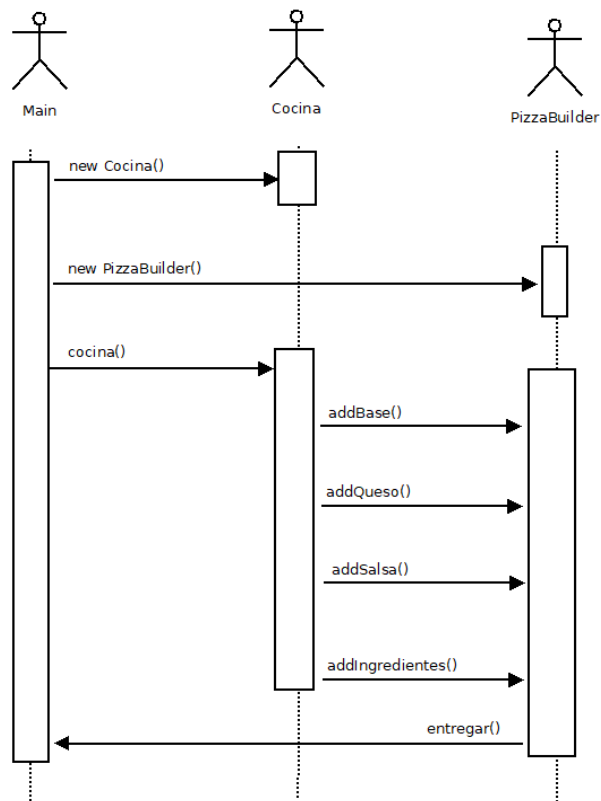 Main
Cocina
PizzaBuilder
new Cocina()
new PizzaBuilder()
cocina()
addBase()
addQueso()
addSalsa()
addIngredientes()
entregar()